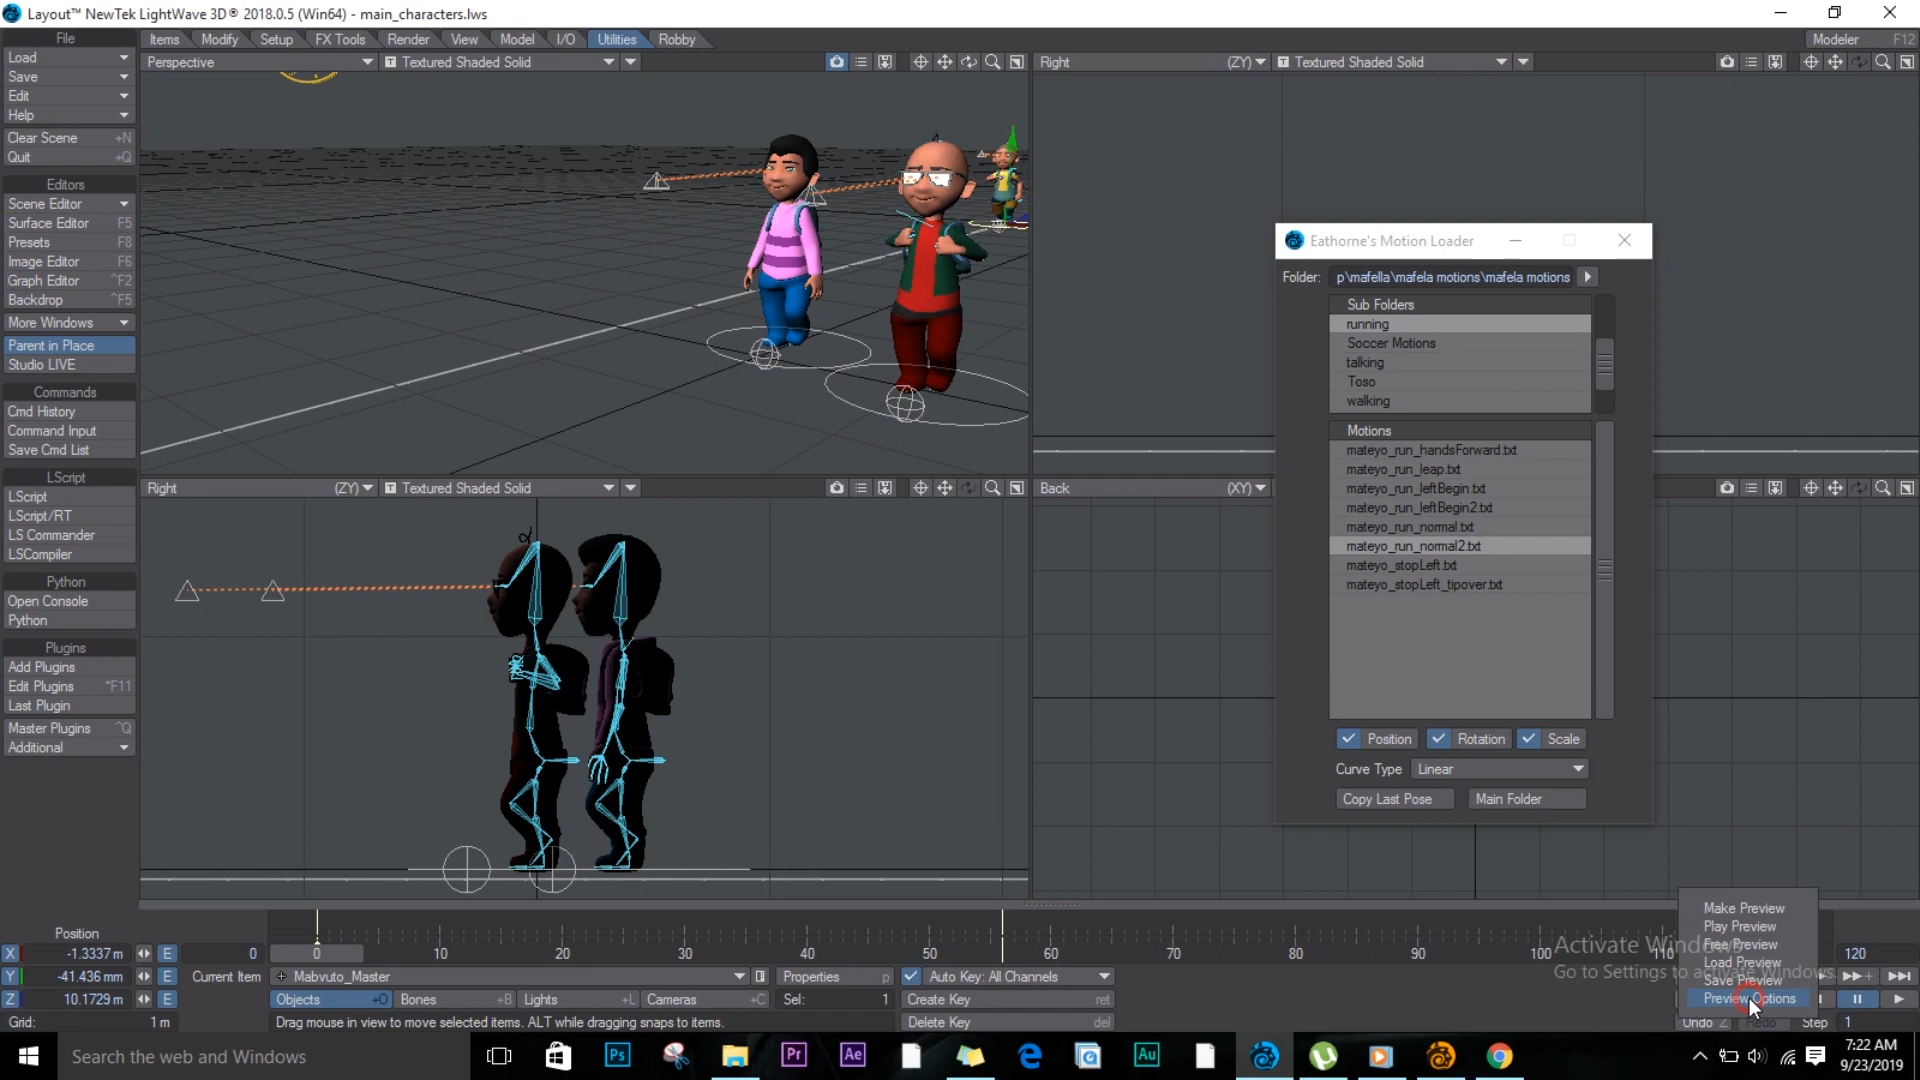 Layout™ NewTek LightWave 3D® 2018.0.5 (Win64) - main_characters.lws
File
Items
Modify
Setup
FX Tools
Render
View
Model
I/O
Utilities
Robby
Modeler F12
Load
Save
Edit
Help
Clear Scene +N
Quit +Q
Editors
Scene Editor
Surface Editor F5
Presets F8
Image Editor F6
Graph Editor ^F2
Backdrop ^F5
More Windows
Parent in Place
Studio LIVE
Commands
Cmd History
Command Input
Save Cmd List
LScript
LScript
LScript/RT
LS Commander
LSCompiler
Python
Open Console
Python
Plugins
Add Plugins
Edit Plugins ^F11
Last Plugin
Master Plugins ^Q
Additional
Perspective
T Textured Shaded Solid
Right (ZY)
T Textured Shaded Solid
Right (ZY)
T Textured Shaded Solid
Back (XY)
Eathorne's Motion Loader
Folder: p\mafella\mafela motions\mafela motions
Sub Folders
running
Soccer Motions
talking
Toso
walking
Motions
mateyo_run_handsForward.txt
mateyo_run_leap.txt
mateyo_run_leftBegin.txt
mateyo_run_leftBegin2.txt
mateyo_run_normal.txt
mateyo_run_normal2.txt
mateyo_stopLeft.txt
mateyo_stopLeft_tipover.txt
Position
Rotation
Scale
Curve Type Linear
Copy Last Pose
Main Folder
Make Preview
Play Preview
Free Preview
Load Preview
Save Preview
Preview Options
Activate Windows
Go to Settings to activate Windows.
Position
X -1.3337 m E
Y -41.436 mm E
Z 10.1729 m E
Grid: 1 m
0
0 10 20 30 40 50 60 70 80 90 100 110 120
Current Item + Mabvuto_Master
Properties p
Auto Key: All Channels
Objects +O
Bones +B
Lights +L
Cameras +C
Sel: 1
Create Key ret
Drag mouse in view to move selected items. ALT while dragging snaps to items.
Delete Key del
Undo Z
Redo
Step 1
Search the web and Windows
Ps
Pr
Ae
Au
7:22 AM
9/23/2019